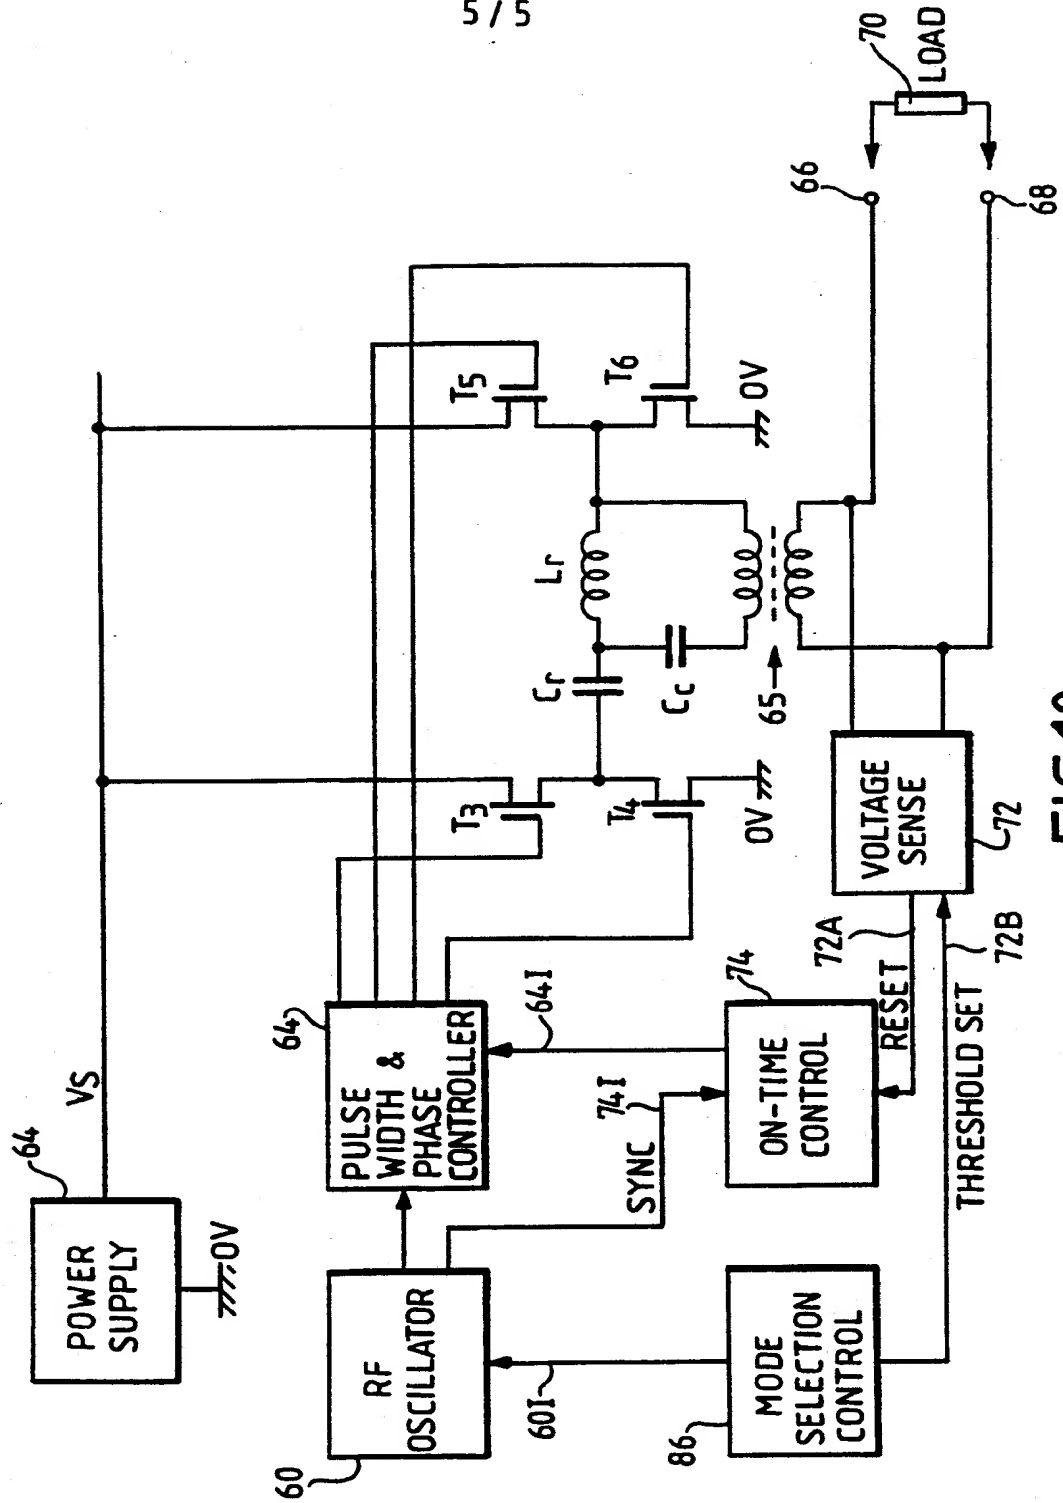 5/5
POWER
SUPPLY
64
VS
0V
RF
OSCILLATOR
60
PULSE
WIDTH &
PHASE
CONTROLLER
64
T3
T4
0V
T5
T6
0V
Cr
Lr
Cc
65
66
68
70
LOAD
60I
SYNC
74I
64I
MODE
SELECTION
CONTROL
86
ON-TIME
CONTROL
74
RESET
72A
THRESHOLD SET
72B
VOLTAGE
SENSE
72